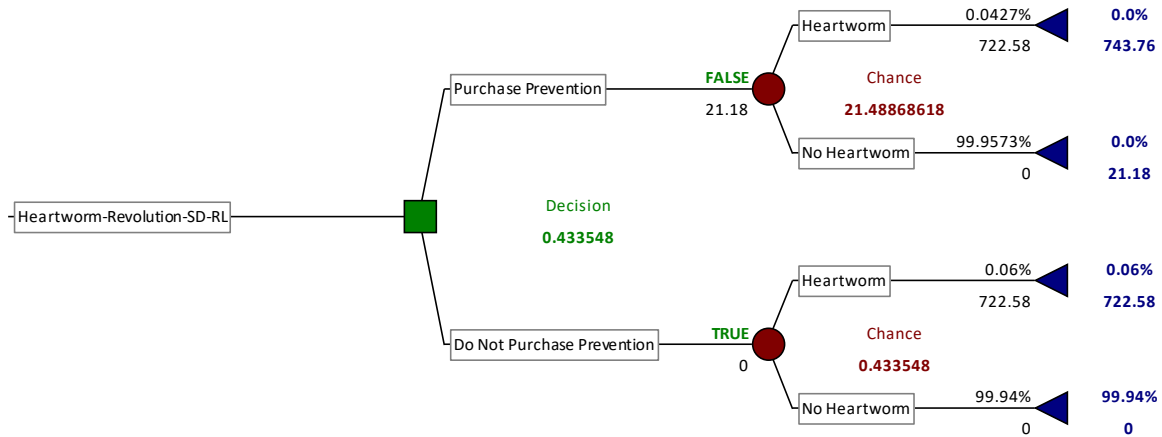 Heartworm 0.0427% 0.0%
722.58 743.76
FALSE Chance
Purchase Prevention
21.18 21.48868618
No Heartworm 99.9573% 0.0%
0 21.18
Heartworm-Revolution-SD-RL Decision
0.433548
Heartworm 0.06% 0.06%
722.58 722.58
TRUE Chance
Do Not Purchase Prevention
0 0.433548
No Heartworm 99.94% 99.94%
0 0